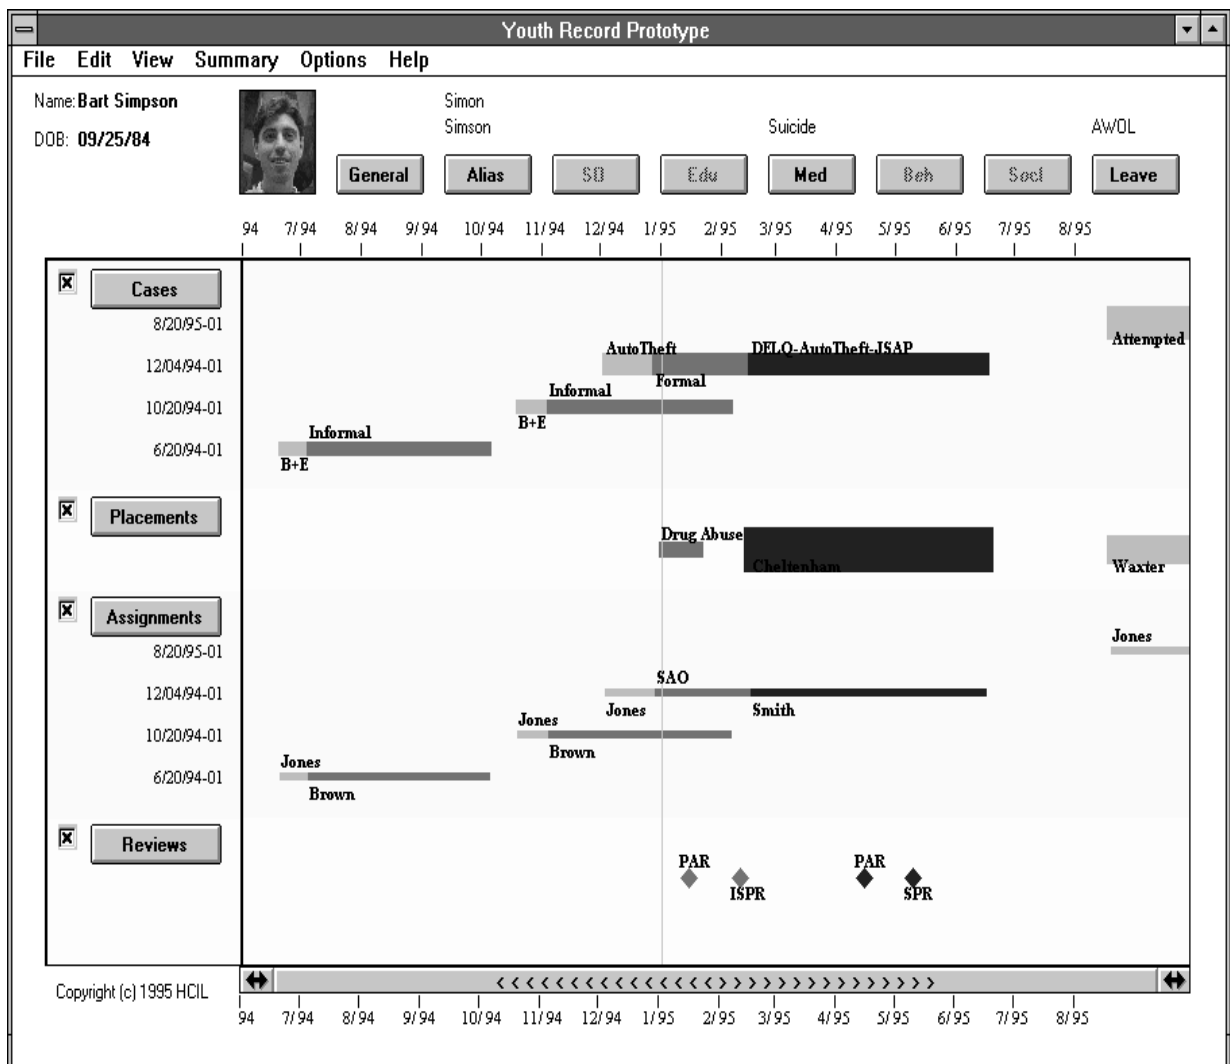 Youth Record Prototype
File Edit View Summary Options Help
Name: Bart Simpson
DOB: 09/25/84
Simon
Simson
Suicide
AWOL
General Alias SO Edu Med Beh Socl Leave
94 7/94 8/94 9/94 10/94 11/94 12/94 1/95 2/95 3/95 4/95 5/95 6/95 7/95 8/95
Cases
8/20/95-01
Attempted
12/04/94-01
AutoTheft DELQ-AutoTheft-JSAP
Formal
10/20/94-01
Informal
B+E
6/20/94-01
Informal
B+E
Placements
Drug Abuse
Cheltenham
Waxter
Assignments
8/20/95-01
Jones
12/04/94-01
SAO
Jones Smith
10/20/94-01
Jones
Brown
6/20/94-01
Jones
Brown
Reviews
PAR PAR
ISPR SPR
Copyright (c) 1995 HCIL
< < < < < < < < < < < < < < < > > > > > > > > > > > > > > >
94 7/94 8/94 9/94 10/94 11/94 12/94 1/95 2/95 3/95 4/95 5/95 6/95 7/95 8/95